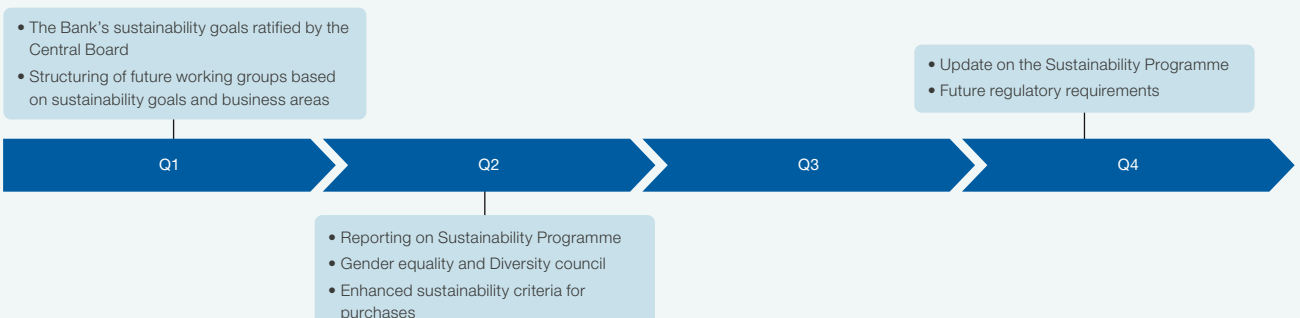 • The Bank's sustainability goals ratified by the
Central Board
• Structuring of future working groups based
on sustainability goals and business areas
• Update on the Sustainability Programme
• Future regulatory requirements
Q1
Q2
Q3
Q4
• Reporting on Sustainability Programme
• Gender equality and Diversity council
• Enhanced sustainability criteria for
purchases